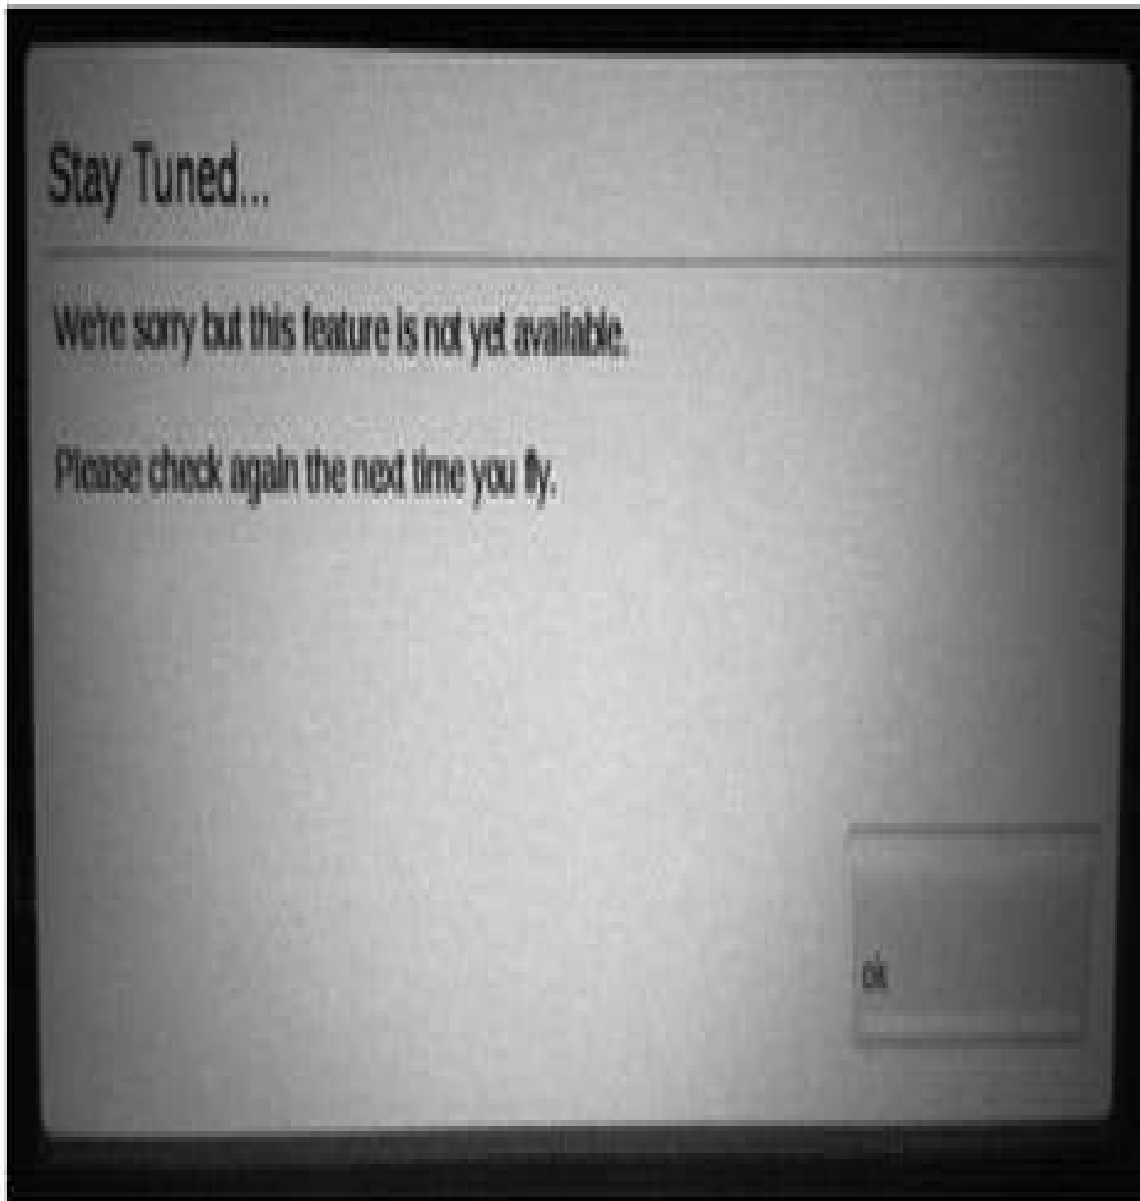 Stay Tuned...
We're sorry but this feature is not yet available.
Please check again the next time you fly.
ok